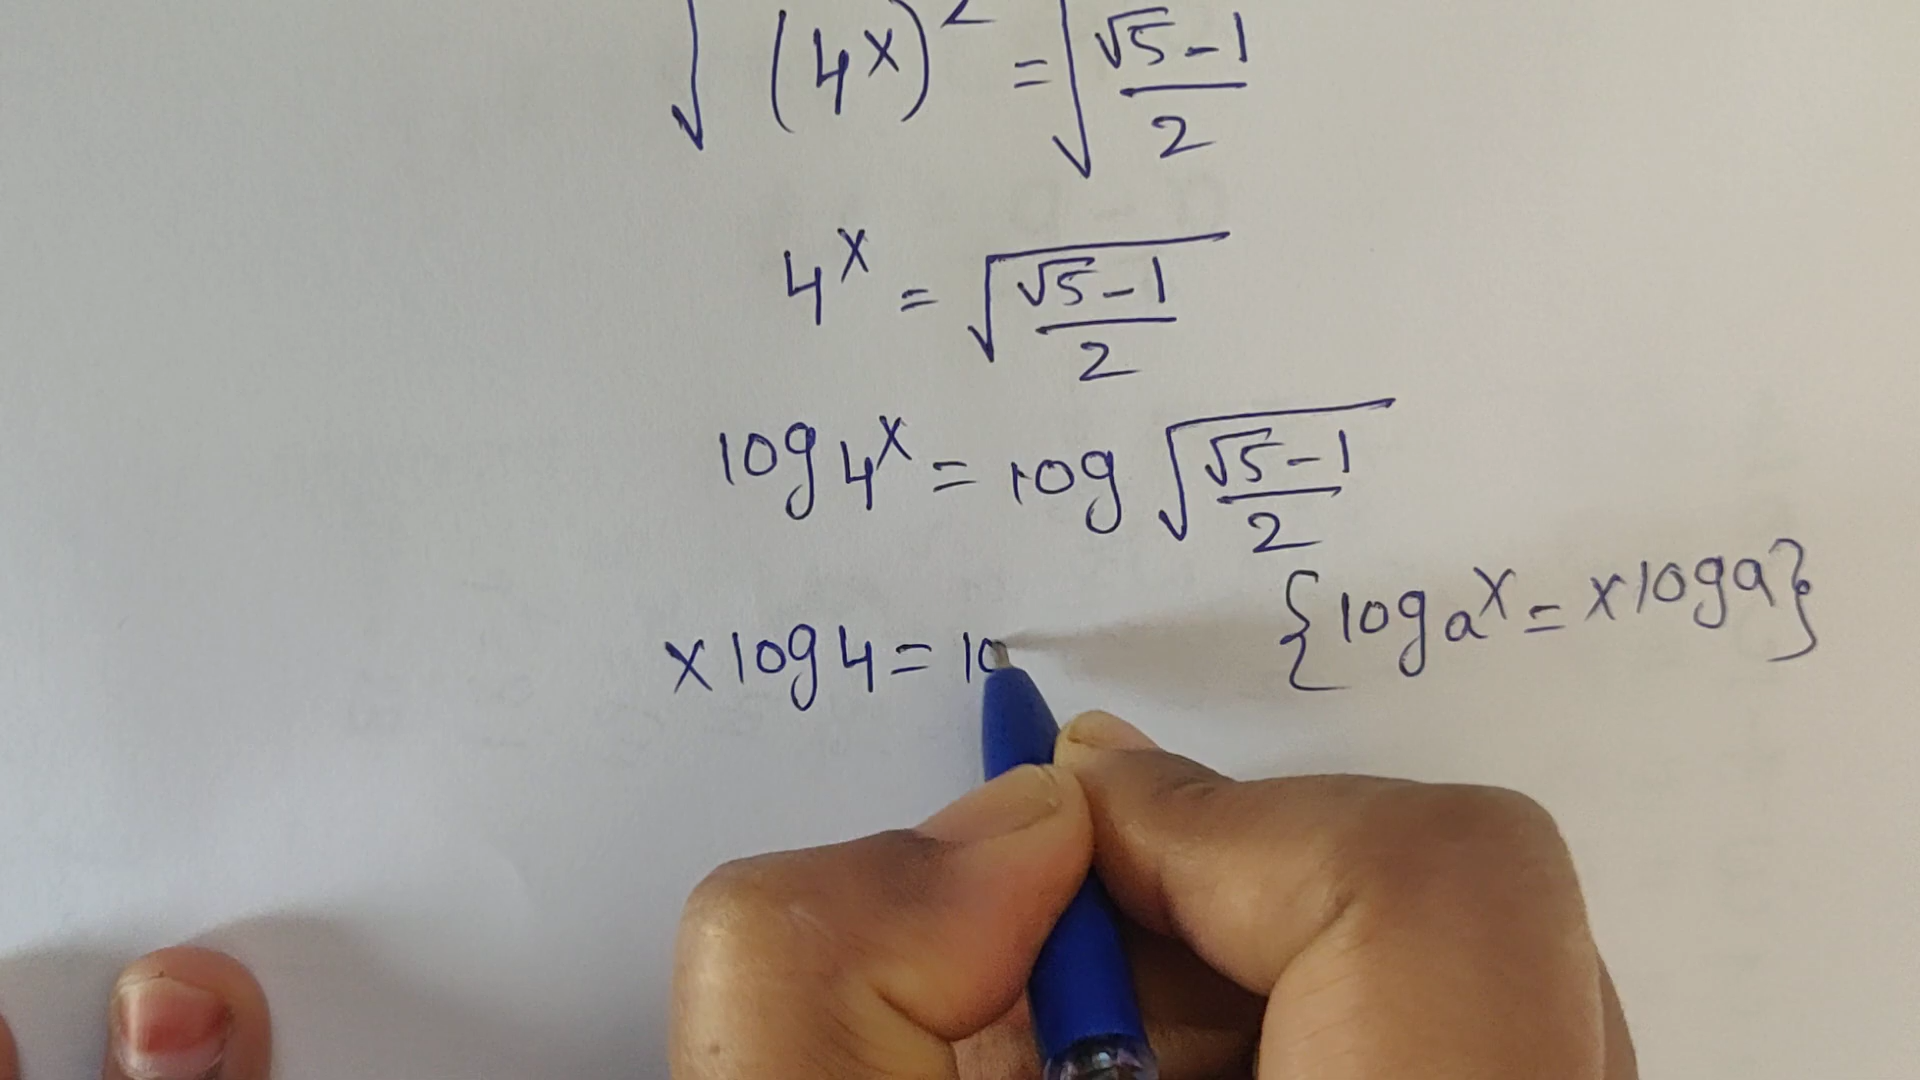 √(4^x)² = √((√5-1)/2)
4^x = √((√5-1)/2)
log 4^x = log √((√5-1)/2)
{log a^x = x log a}
x log 4 = lo